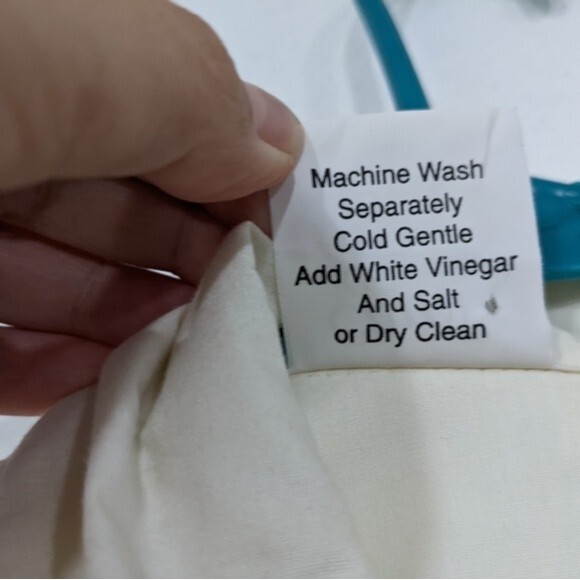 Machine Wash
Separately
Cold Gentle
Add White Vinegar
And Salt
or Dry Clean